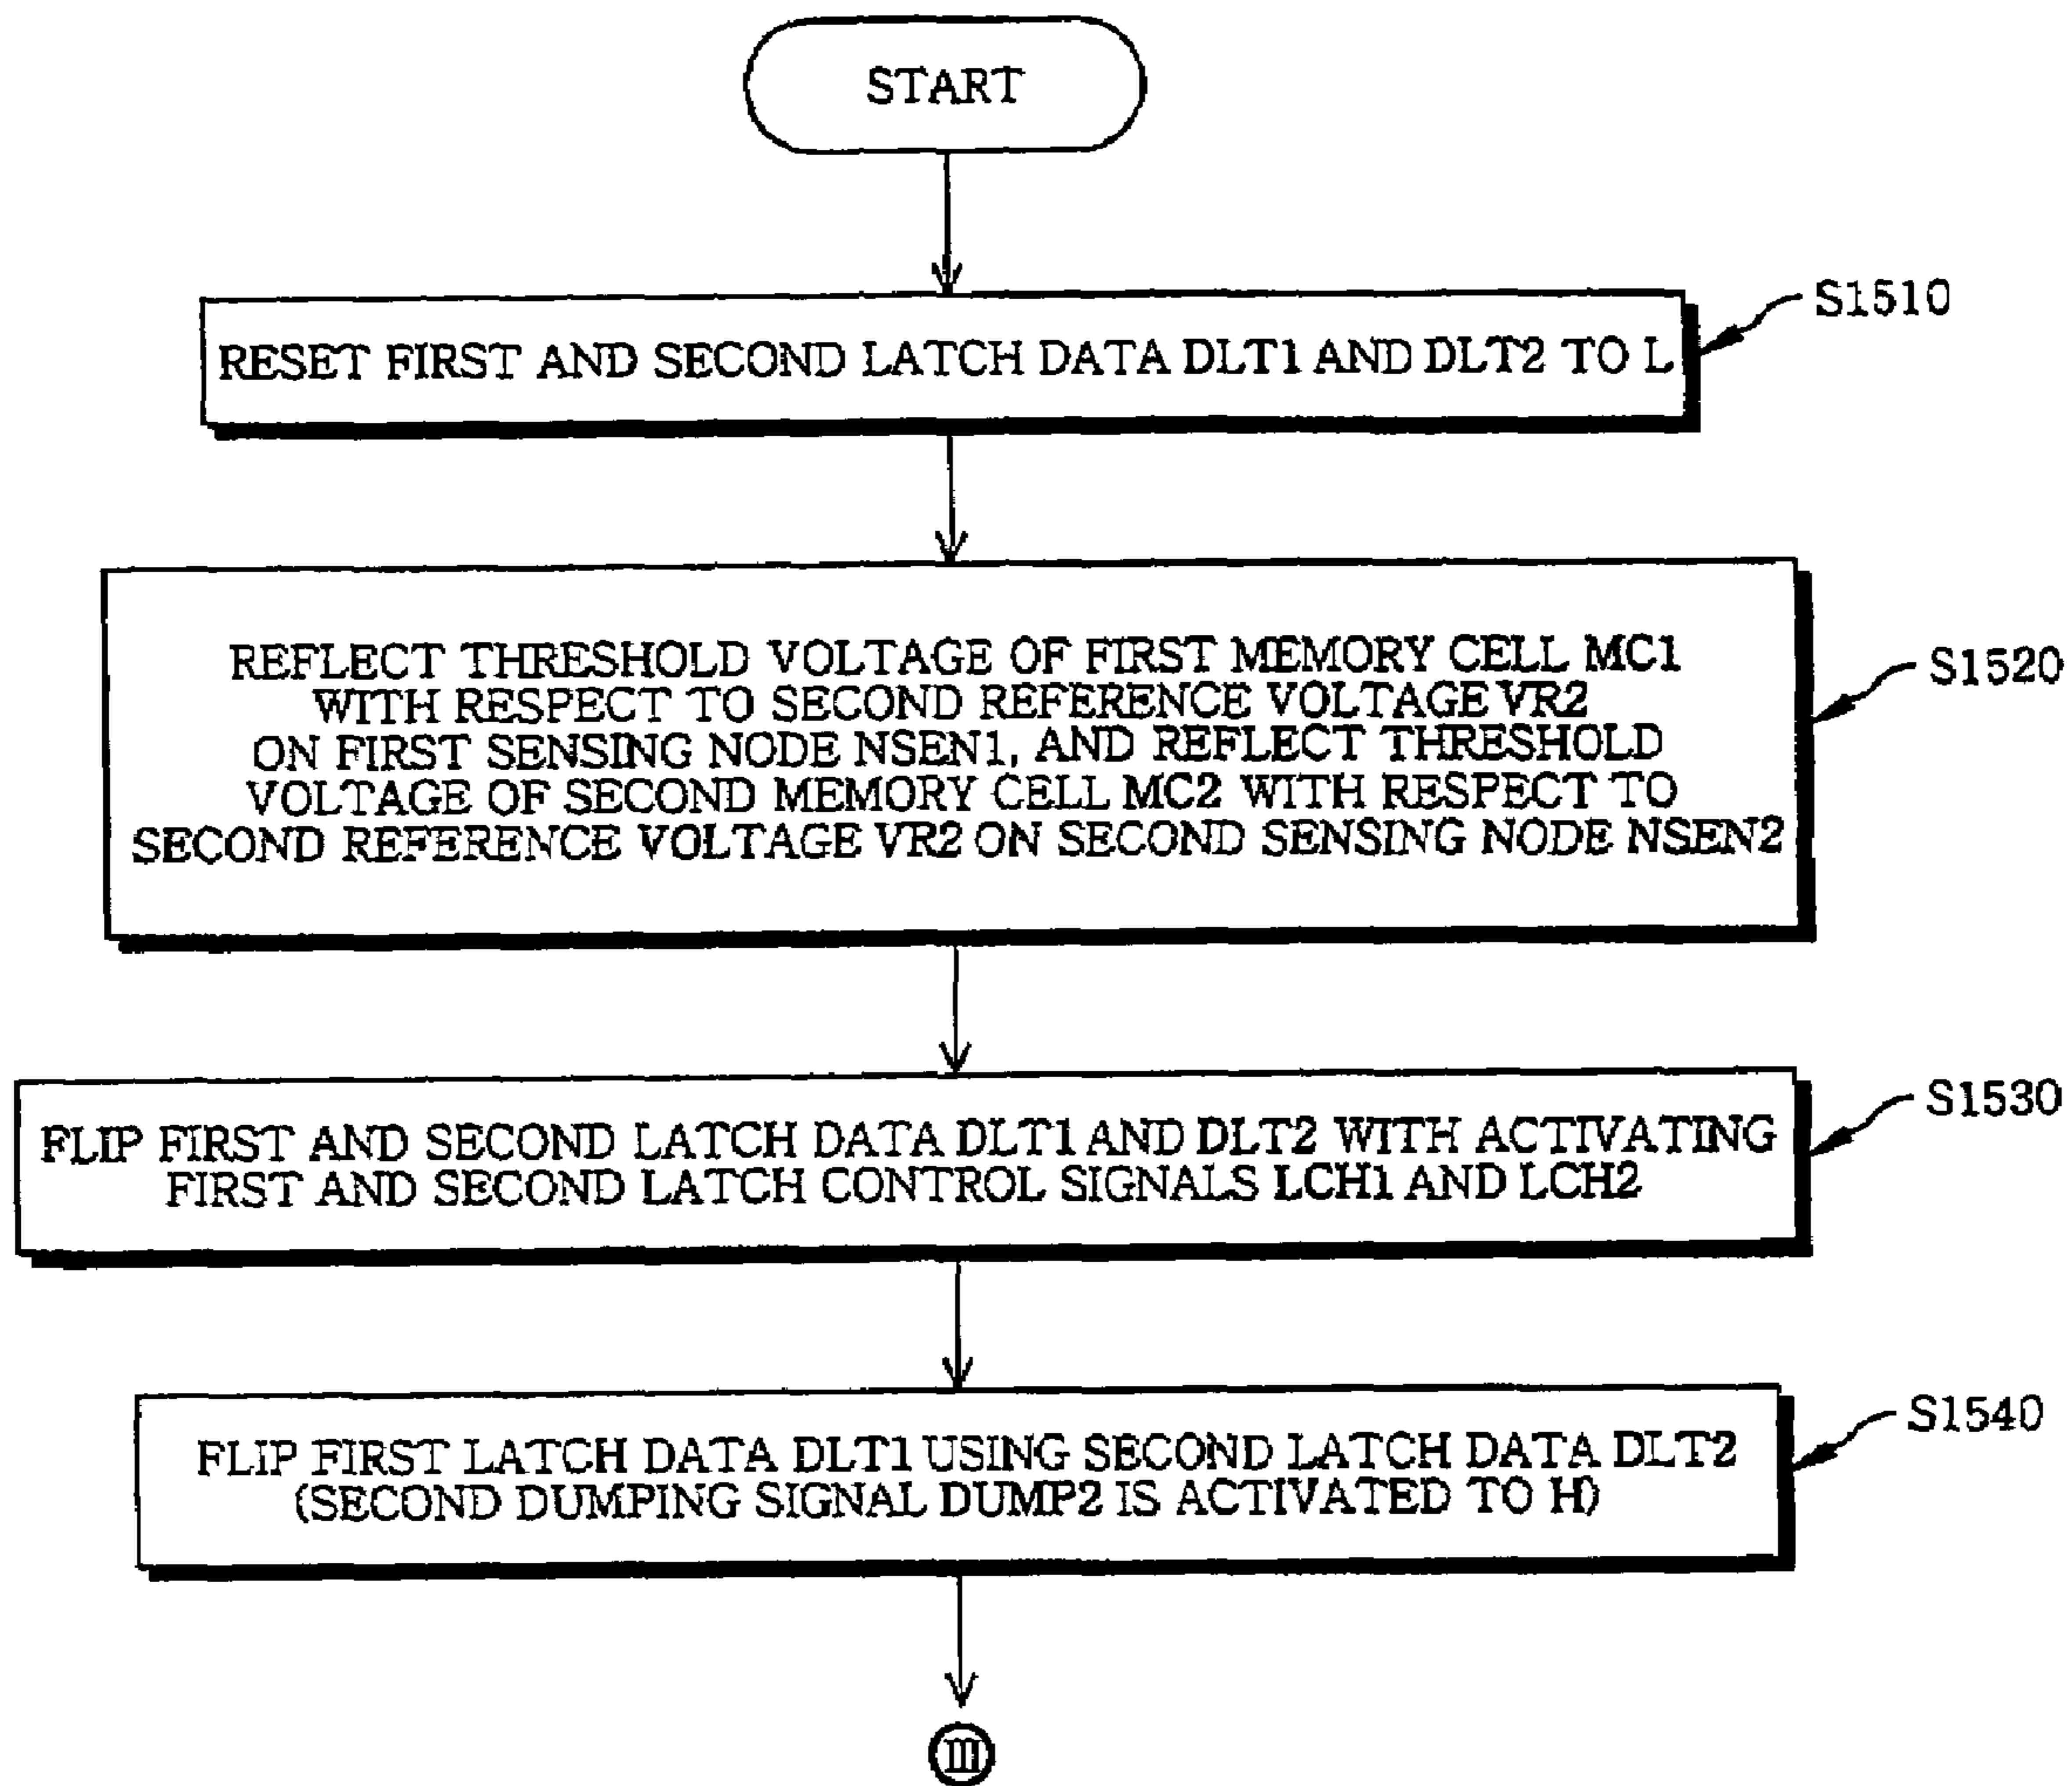 START
S1510
RESET FIRST AND SECOND LATCH DATA DLT1 AND DLT2 TO L
S1520
REFLECT THRESHOLD VOLTAGE OF FIRST MEMORY CELL MC1
WITH RESPECT TO SECOND REFERENCE VOLTAGE VR2
ON FIRST SENSING NODE NSEN1, AND REFLECT THRESHOLD
VOLTAGE OF SECOND MEMORY CELL MC2 WITH RESPECT TO
SECOND REFERENCE VOLTAGE VR2 ON SECOND SENSING NODE NSEN2
S1530
FLIP FIRST AND SECOND LATCH DATA DLT1 AND DLT2 WITH ACTIVATING
FIRST AND SECOND LATCH CONTROL SIGNALS LCH1 AND LCH2
S1540
FLIP FIRST LATCH DATA DLT1 USING SECOND LATCH DATA DLT2
(SECOND DUMPING SIGNAL DUMP2 IS ACTIVATED TO H)
III